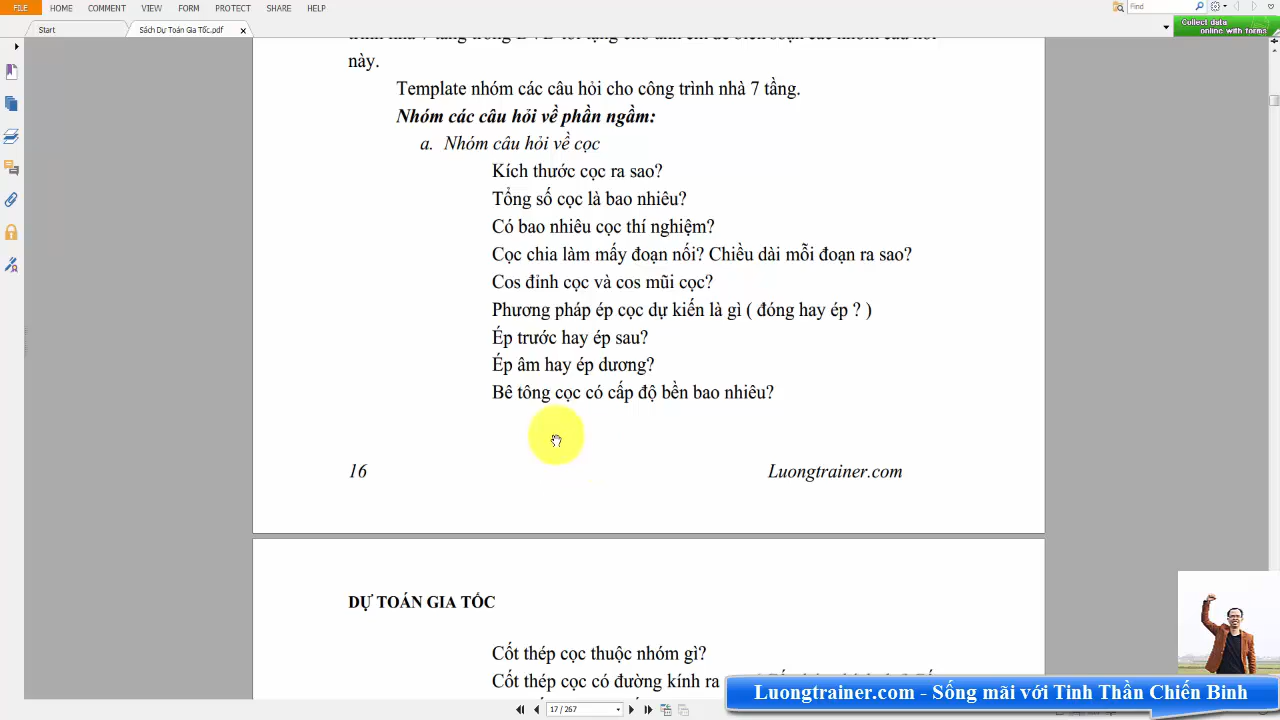 FILE HOME COMMENT VIEW FORM PROTECT SHARE HELP
Find
Start
Sách Dự Toán Gia Tốc.pdf
Collect data
online with forms
này.
Template nhóm các câu hỏi cho công trình nhà 7 tầng.
Nhóm các câu hỏi về phần ngầm:
a. Nhóm câu hỏi về cọc
Kích thước cọc ra sao?
Tổng số cọc là bao nhiêu?
Có bao nhiêu cọc thí nghiệm?
Cọc chia làm mấy đoạn nối? Chiều dài mỗi đoạn ra sao?
Cos đỉnh cọc và cos mũi cọc?
Phương pháp ép cọc dự kiến là gì ( đóng hay ép ? )
Ép trước hay ép sau?
Ép âm hay ép dương?
Bê tông cọc có cấp độ bền bao nhiêu?
16 Luongtrainer.com
DỰ TOÁN GIA TỐC
Cốt thép cọc thuộc nhóm gì?
Cốt thép cọc có đường kính ra
Luongtrainer.com - Sống mãi với Tinh Thần Chiến Binh
17 / 267